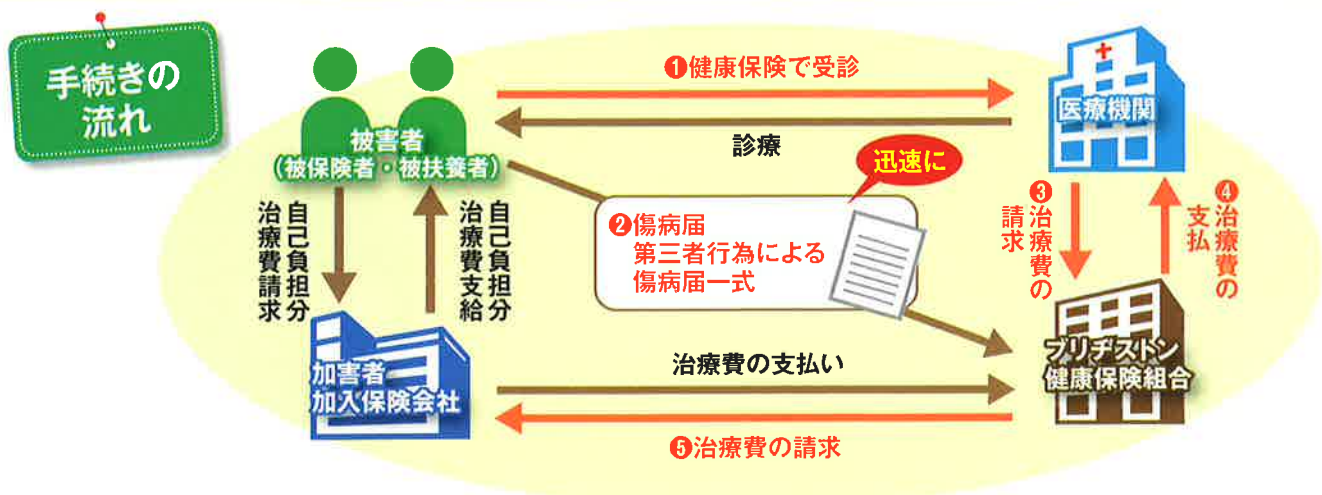 手続きの
流れ
❶健康保険で受診
医療機関
被害者
（被保険者・被扶養者）
診療
迅速に
❷傷病届
第三者行為による
傷病届一式
❸治療費の
請求
❹治療費の
支払
自己負担分
治療費請求
自己負担分
治療費支給
加害者
加入保険会社
治療費の支払い
ブリヂストン
健康保険組合
❺治療費の請求